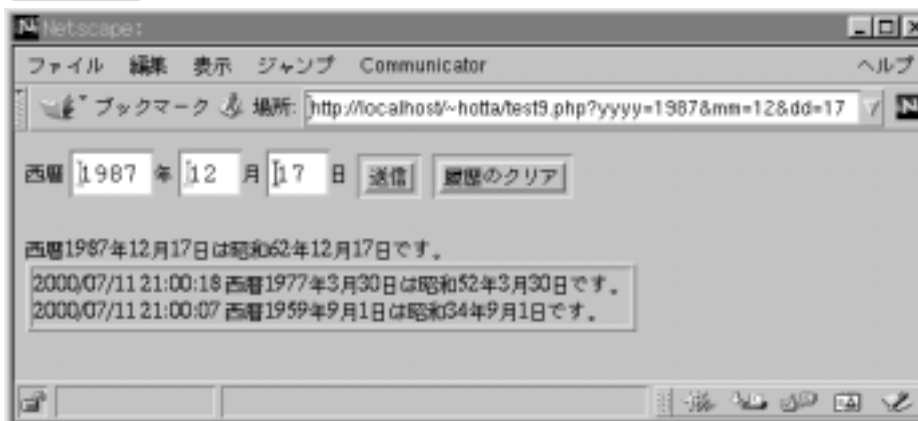 Netscape:
ファイル 編集 表示 ジャンプ Communicator ヘルプ
ブックマーク 場所: http://localhost/~hotta/test9.php?yyyy=1987&mm=12&dd=17
西暦 1987 年 12 月 17 日 送信 履歴のクリア
西暦1987年12月17日は昭和62年12月17日です。
2000/07/11 21:00:18 西暦1977年3月30日は昭和52年3月30日です。
2000/07/11 21:00:07 西暦1959年9月1日は昭和34年9月1日です。